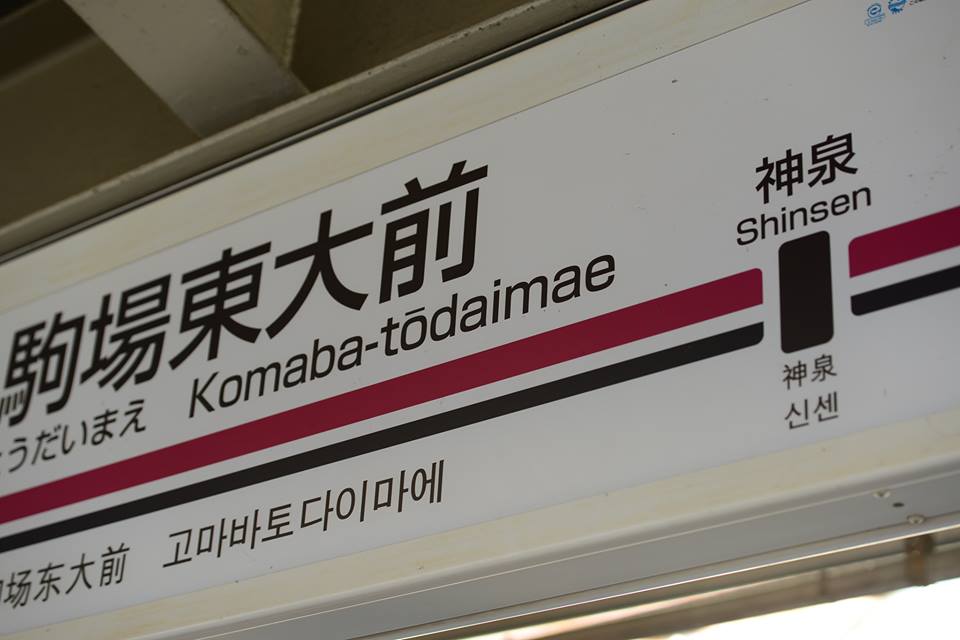 駒場東大前
うだいまえ
Komaba-tōdaimae
场东大前
고마바토다이마에
神泉
Shinsen
神泉
신센